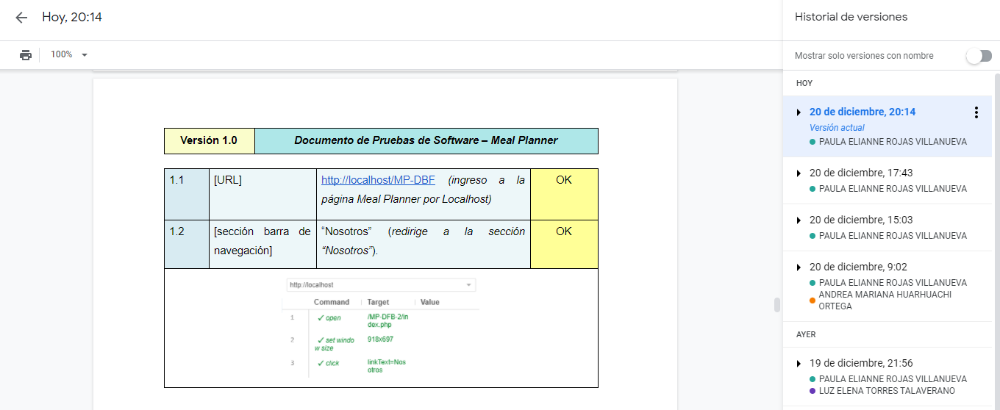 Hoy, 20:14
100%
Versión 1.0
Documento de Pruebas de Software – Meal Planner
1.1
[URL]
http://localhost/MP-DBF (ingreso a la
página Meal Planner por Localhost)
OK
1.2
[sección barra de
navegación]
“Nosotros” (redirige a la sección
“Nosotros”).
OK
http://localhost
Command Target Value
1 ✓ open /MP-DFB-2/in
dex.php
2 ✓ set windo 918x697
w size
3 ✓ click linkText=Nos
otros
Historial de versiones
Mostrar solo versiones con nombre
HOY
20 de diciembre, 20:14
Versión actual
PAULA ELIANNE ROJAS VILLANUEVA
20 de diciembre, 17:43
PAULA ELIANNE ROJAS VILLANUEVA
20 de diciembre, 15:03
PAULA ELIANNE ROJAS VILLANUEVA
20 de diciembre, 9:02
PAULA ELIANNE ROJAS VILLANUEVA
ANDREA MARIANA HUARHUACHI
ORTEGA
AYER
19 de diciembre, 21:56
PAULA ELIANNE ROJAS VILLANUEVA
LUZ ELENA TORRES TALAVERANO